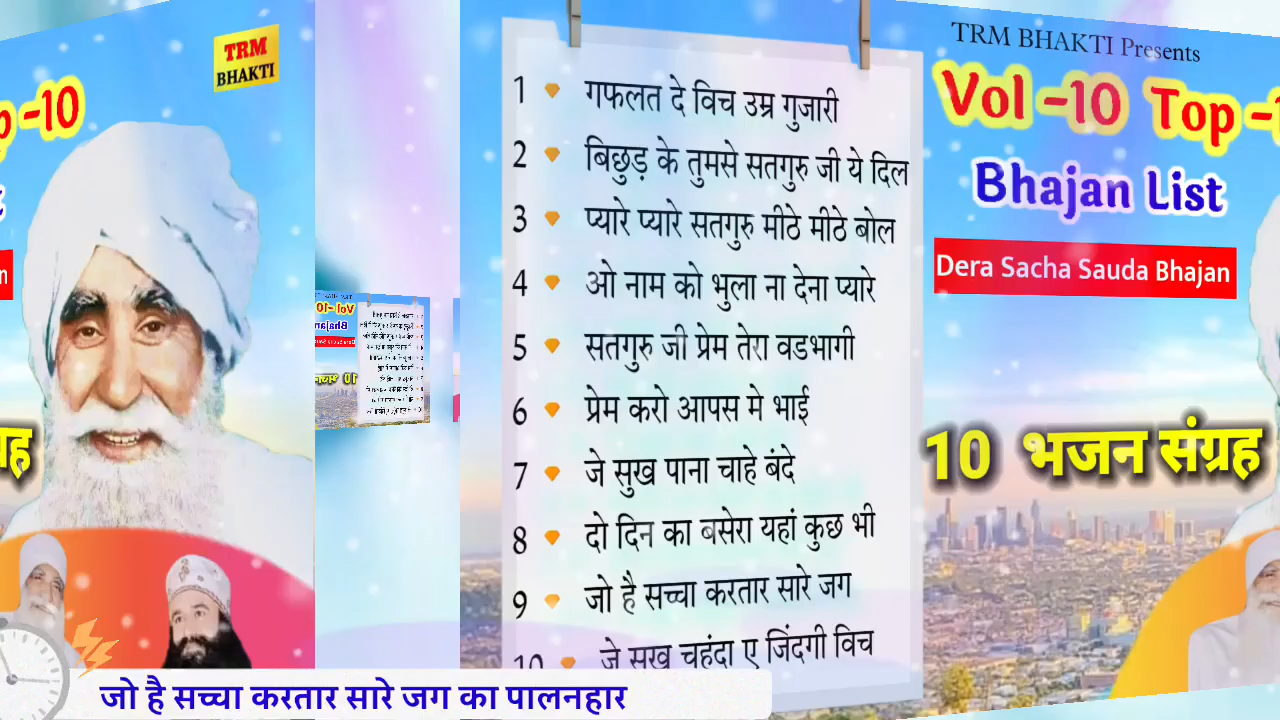 TRM
BHAKTI
-10
1 गफलत दे विच उम्र गुजारी
2 बिछुड़ के तुमसे सतगुरु जी ये दिल
3 प्यारे प्यारे सतगुरु मीठे मीठे बोल
4 ओ नाम को भुला ना देना प्यारे
5 सतगुरु जी प्रेम तेरा वडभागी
6 प्रेम करो आपस मे भाई
7 जे सुख पाना चाहे बंदे
8 दो दिन का बसेरा यहां कुछ भी
9 जो है सच्चा करतार सारे जग
10 जे सुख चहंदा ए जिंदगी विच
TRM BHAKTI Presents
Vol -10 Top -1
Bhajan List
Dera Sacha Sauda Bhajan
10 भजन संग्रह
जो है सच्चा करतार सारे जग का पालनहार